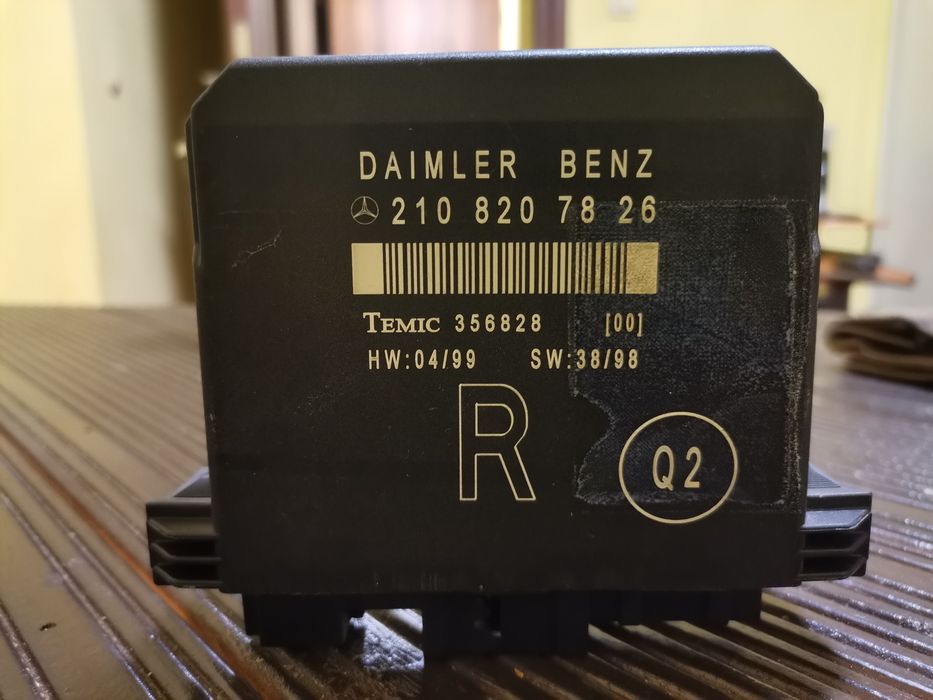 DAIMLER BENZ
210 820 78 26
TEMIC 356828 [00]
HW:04/99 SW:38/98
R
Q2